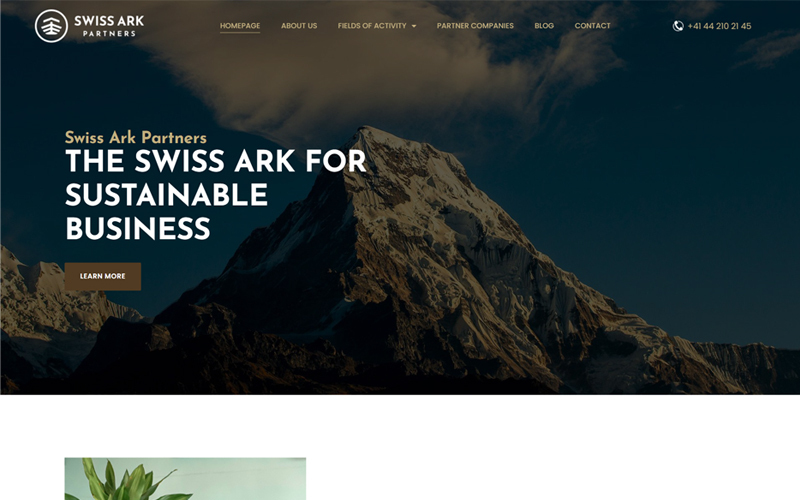 SWISS ARK
PARTNERS
HOMEPAGE
ABOUT US
FIELDS OF ACTIVITY
PARTNER COMPANIES
BLOG
CONTACT
+41 44 210 21 45
Swiss Ark Partners
THE SWISS ARK FOR
SUSTAINABLE
BUSINESS
LEARN MORE